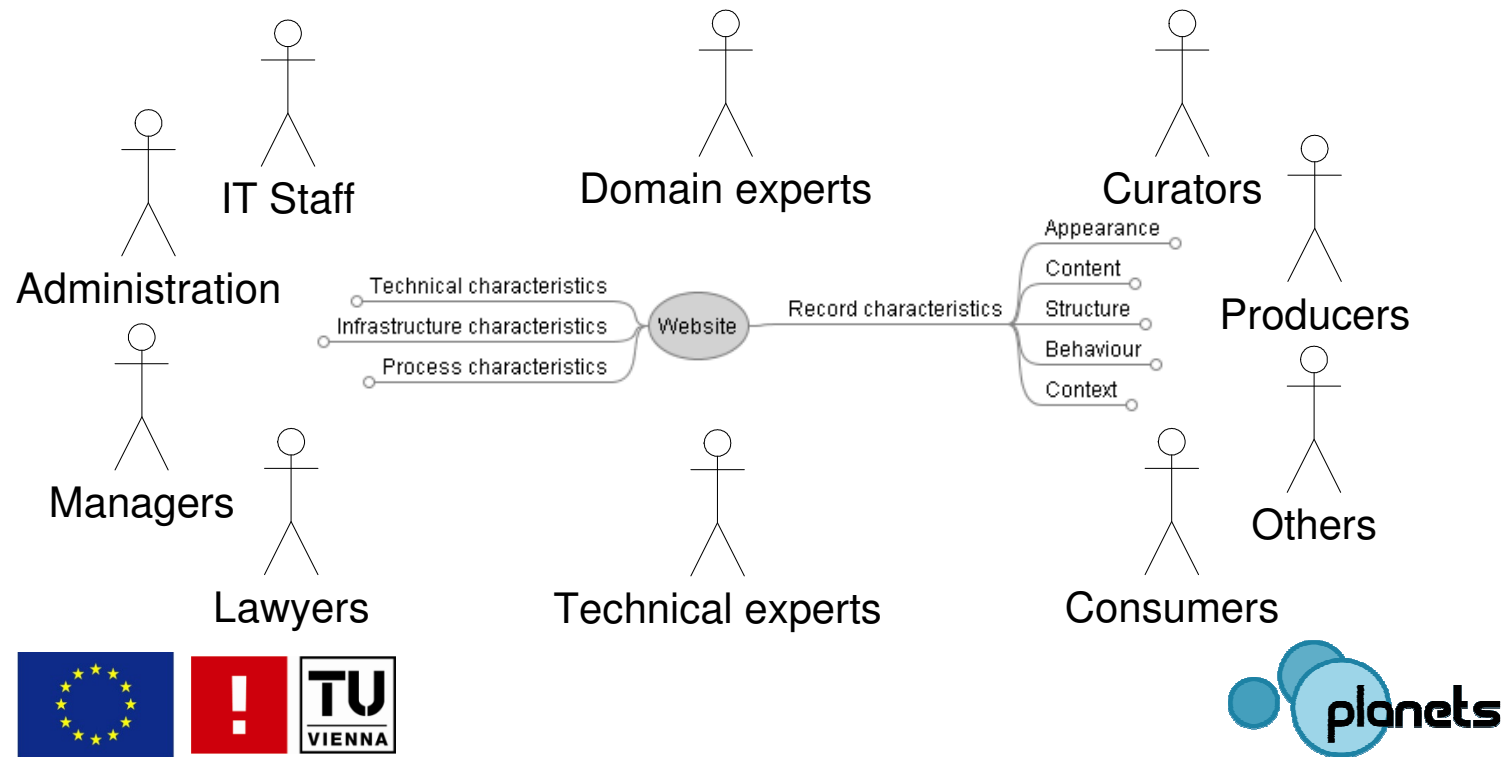 IT Staff
Domain experts
Curators
Administration
Producers
Appearance
Content
Structure
Behaviour
Context
Technical characteristics
Infrastructure characteristics
Process characteristics
Website
Record characteristics
Managers
Others
Lawyers
Technical experts
Consumers
!
TU
VIENNA
planets